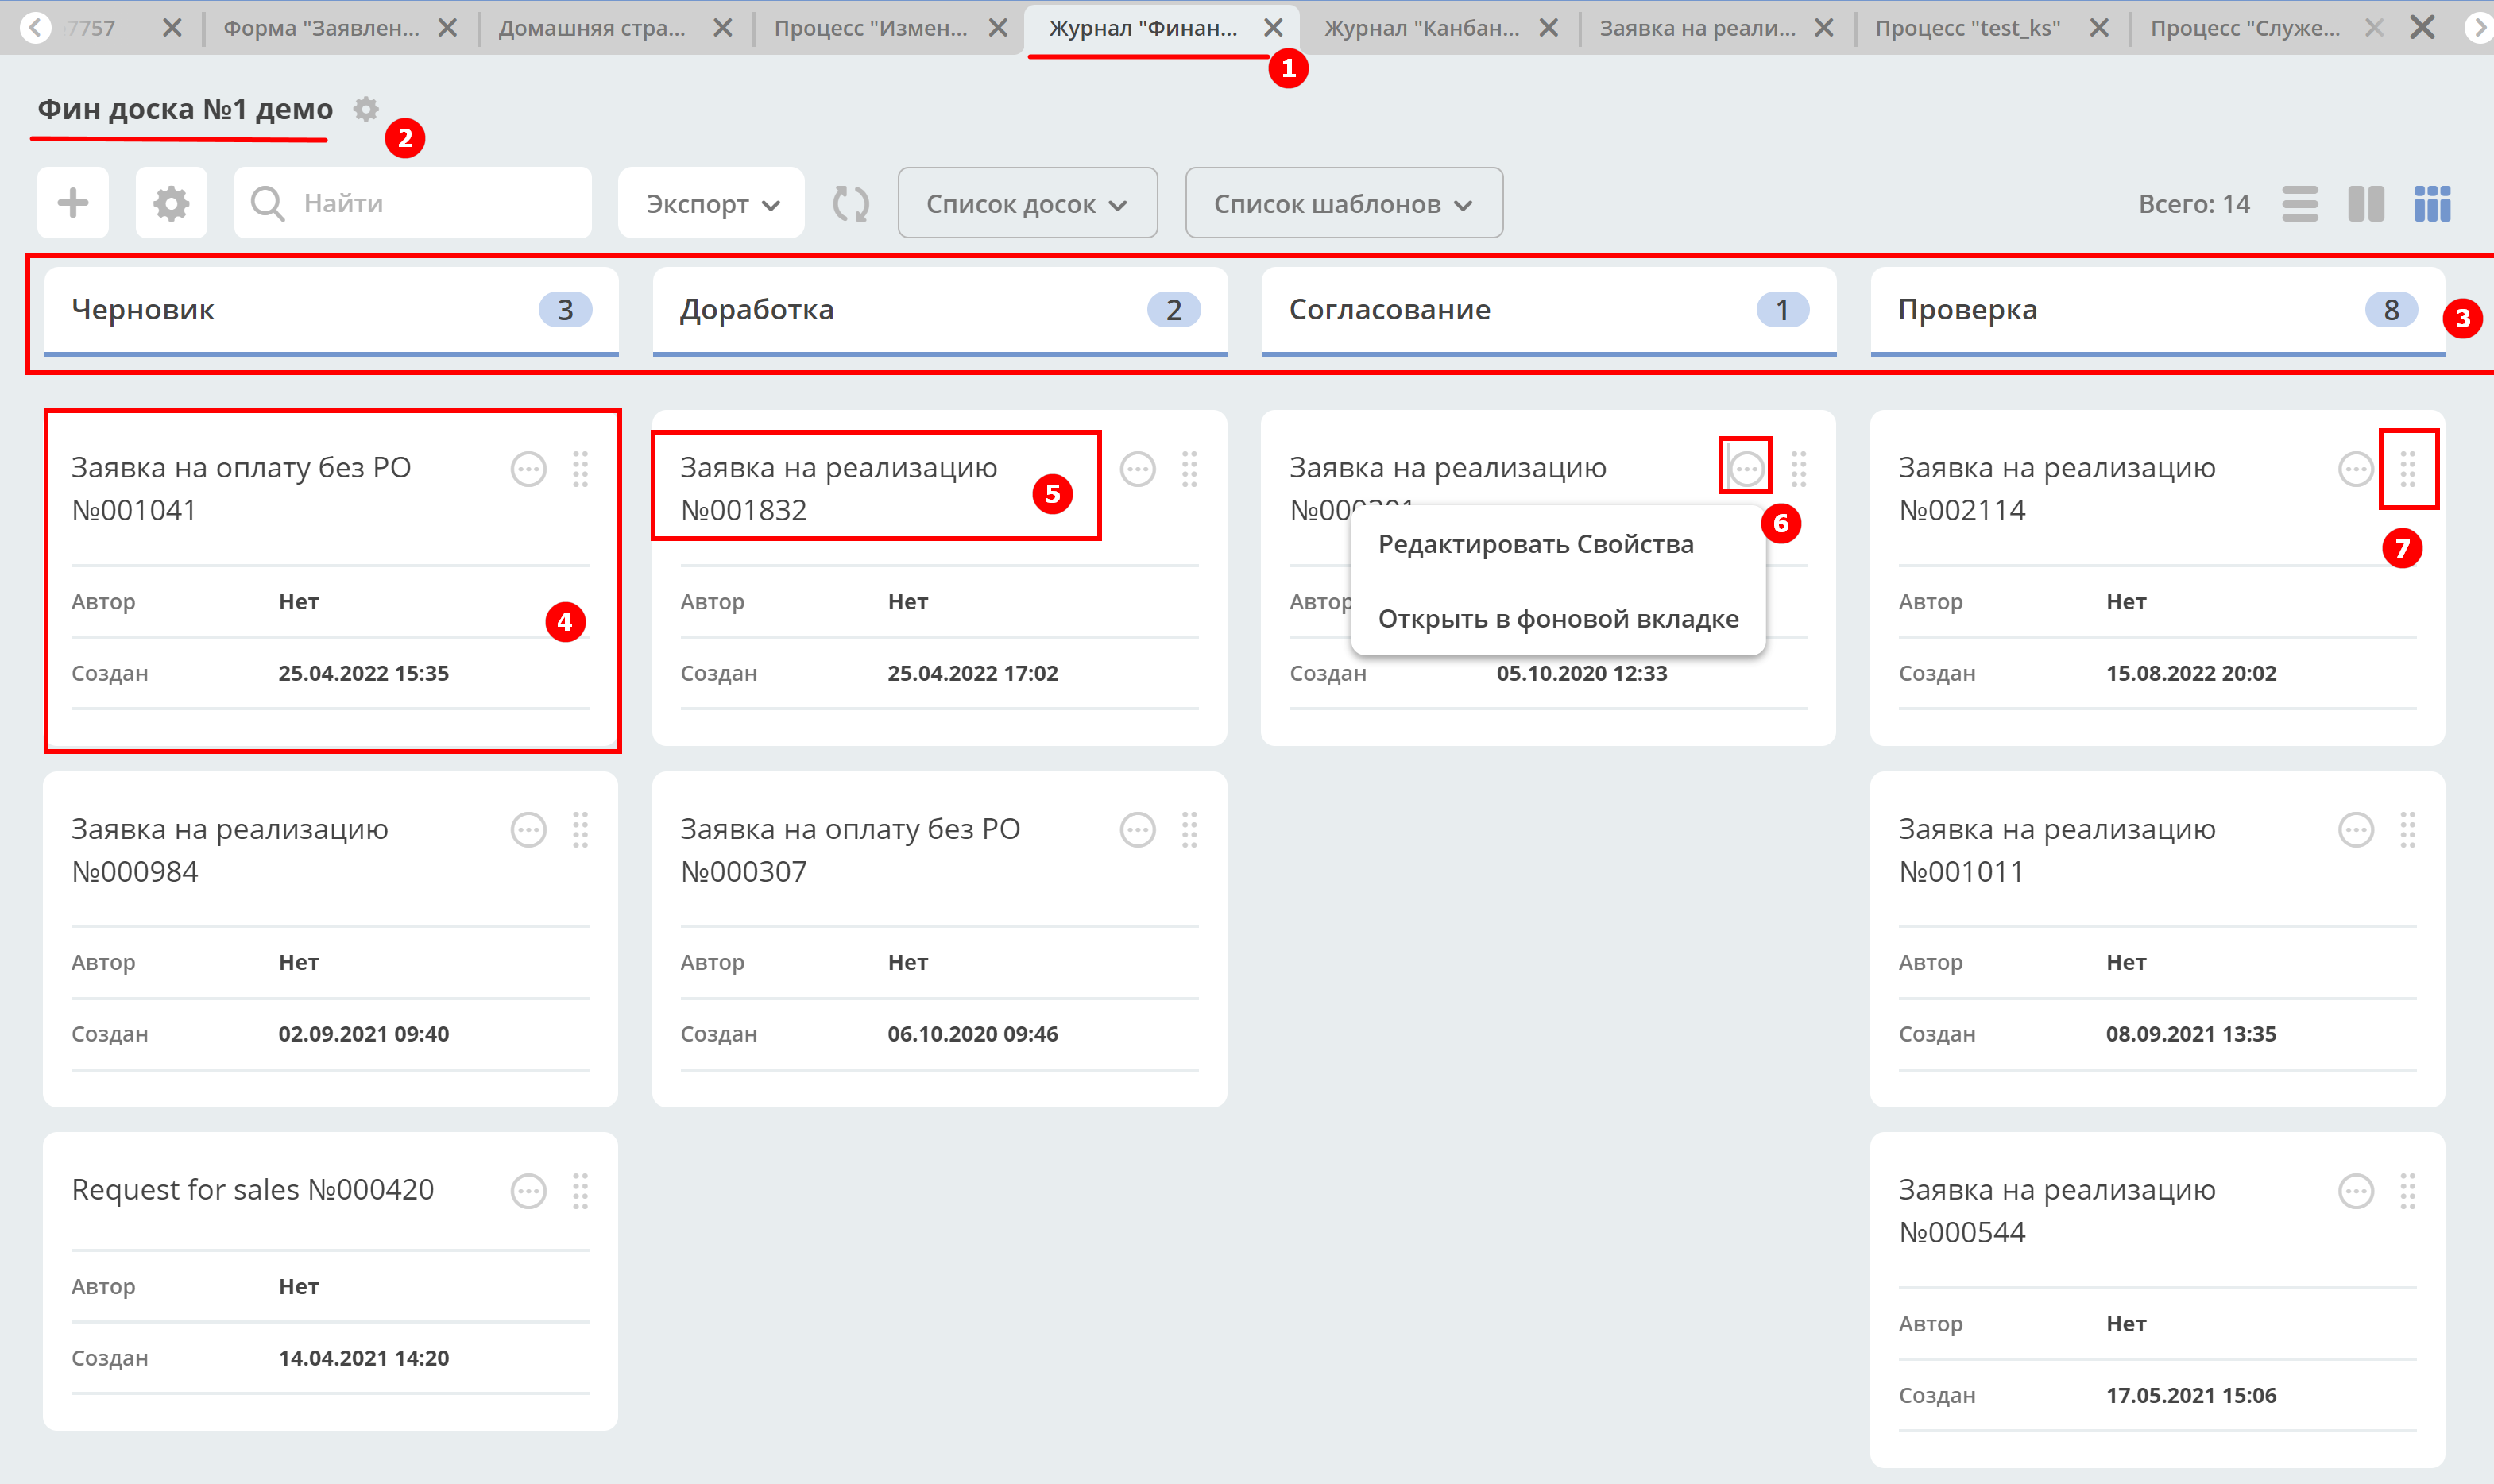 7757
Форма "Заявлен...
Домашняя стра...
Процесс "Измен...
Журнал "Финан...
Журнал "Канбан...
Заявка на реали...
Процесс "test_ks"
Процесс "Служе...
1
Фин доска №1 демо
2
Найти
Экспорт
Список досок
Список шаблонов
Всего: 14
Черновик 3
Доработка 2
Согласование 1
Проверка 8
3
Заявка на оплату без РО
№001041
Автор Нет
4
Создан 25.04.2022 15:35
Заявка на реализацию
№001832
5
Автор Нет
Создан 25.04.2022 17:02
Заявка на реализацию
6
Редактировать Свойства
Открыть в фоновой вкладке
Автор
Создан 05.10.2020 12:33
Заявка на реализацию
№002114
7
Автор Нет
Создан 15.08.2022 20:02
Заявка на реализацию
№000984
Автор Нет
Создан 02.09.2021 09:40
Заявка на оплату без РО
№000307
Автор Нет
Создан 06.10.2020 09:46
Заявка на реализацию
№001011
Автор Нет
Создан 08.09.2021 13:35
Request for sales №000420
Автор Нет
Создан 14.04.2021 14:20
Заявка на реализацию
№000544
Автор Нет
Создан 17.05.2021 15:06